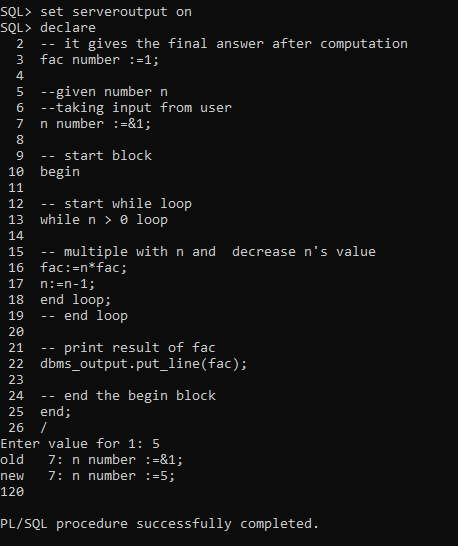 SQL> set serveroutput on
SQL> declare
  2  -- it gives the final answer after computation
  3  fac number :=1;
  4
  5  --given number n
  6  --taking input from user
  7  n number :=&1;
  8
  9  -- start block
 10  begin
 11
 12  -- start while loop
 13  while n > 0 loop
 14
 15  -- multiple with n and  decrease n's value
 16  fac:=n*fac;
 17  n:=n-1;
 18  end loop;
 19  -- end loop
 20
 21  -- print result of fac
 22  dbms_output.put_line(fac);
 23
 24  -- end the begin block
 25  end;
 26  /
Enter value for 1: 5
old   7: n number :=&1;
new   7: n number :=5;
120
PL/SQL procedure successfully completed.